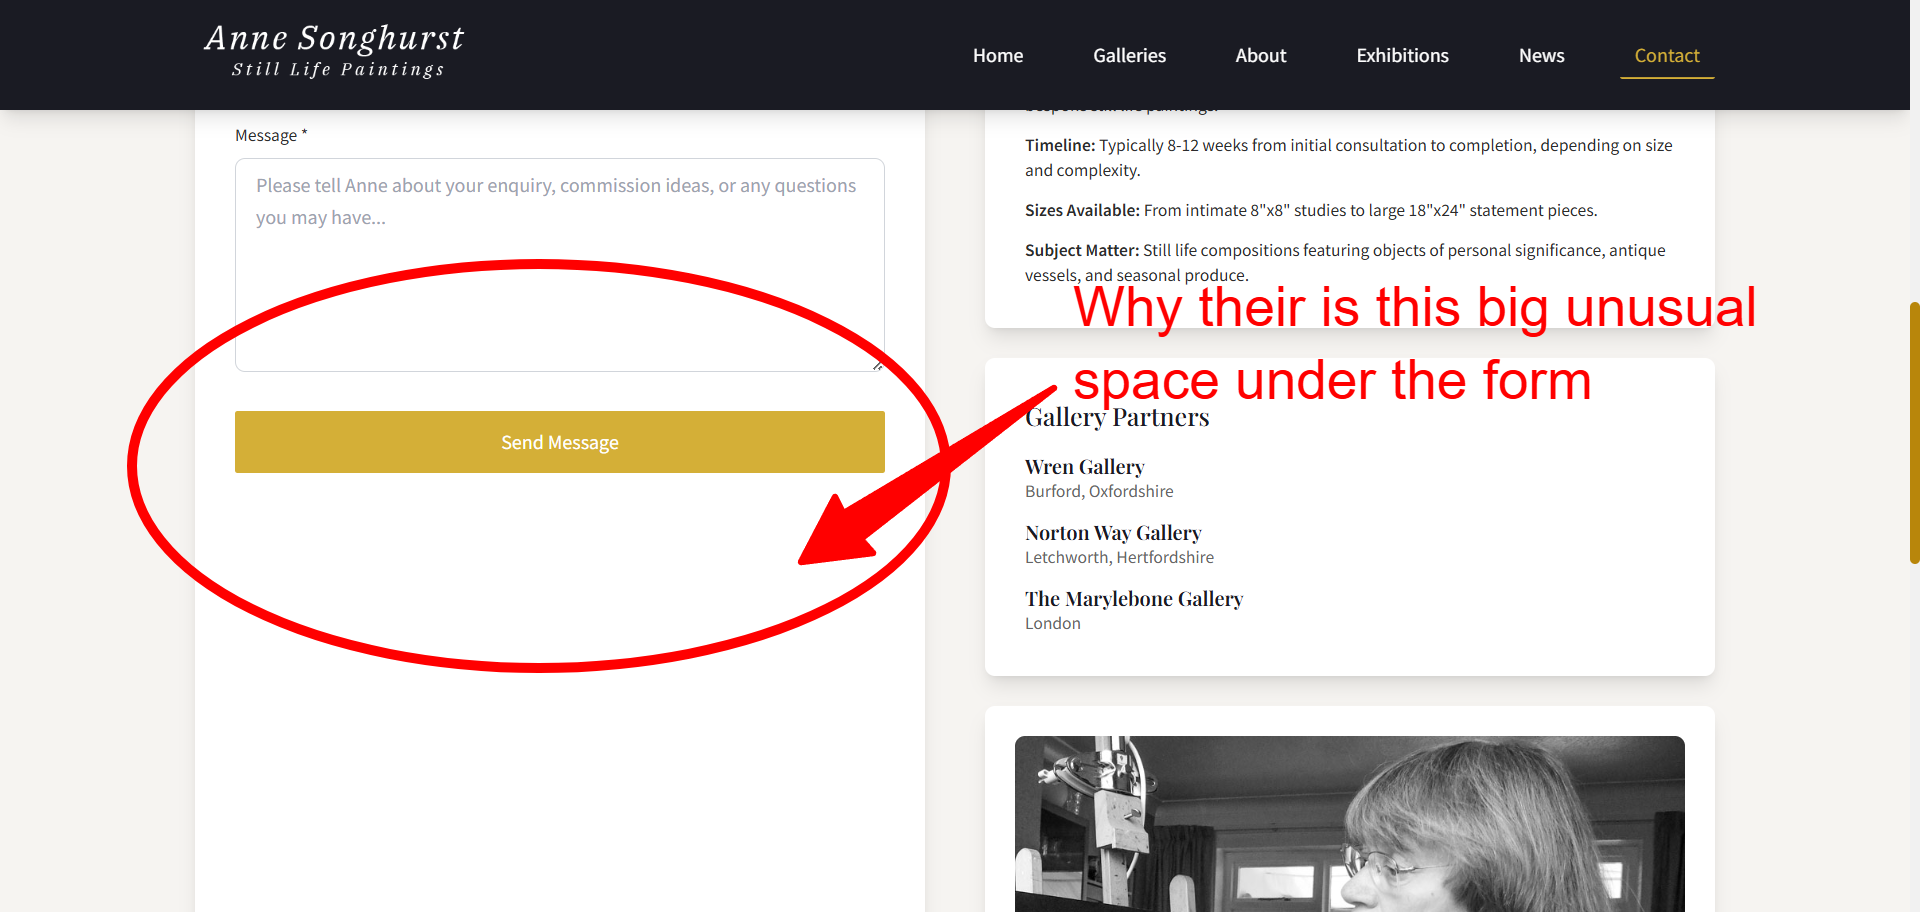 Anne Songhurst
Still Life Paintings
Home Galleries About Exhibitions News Contact
Message *
Please tell Anne about your enquiry, commission ideas, or any questions
you may have...
Send Message
Timeline: Typically 8-12 weeks from initial consultation to completion, depending on size
and complexity.
Sizes Available: From intimate 8"x8" studies to large 18"x24" statement pieces.
Subject Matter: Still life compositions featuring objects of personal significance, antique
vessels, and seasonal produce.
Why their is this big unusual
space under the form
Gallery Partners
Wren Gallery
Burford, Oxfordshire
Norton Way Gallery
Letchworth, Hertfordshire
The Marylebone Gallery
London